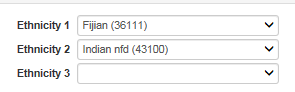 Ethnicity 1 Fijian (36111)
Ethnicity 2 Indian nfd (43100)
Ethnicity 3